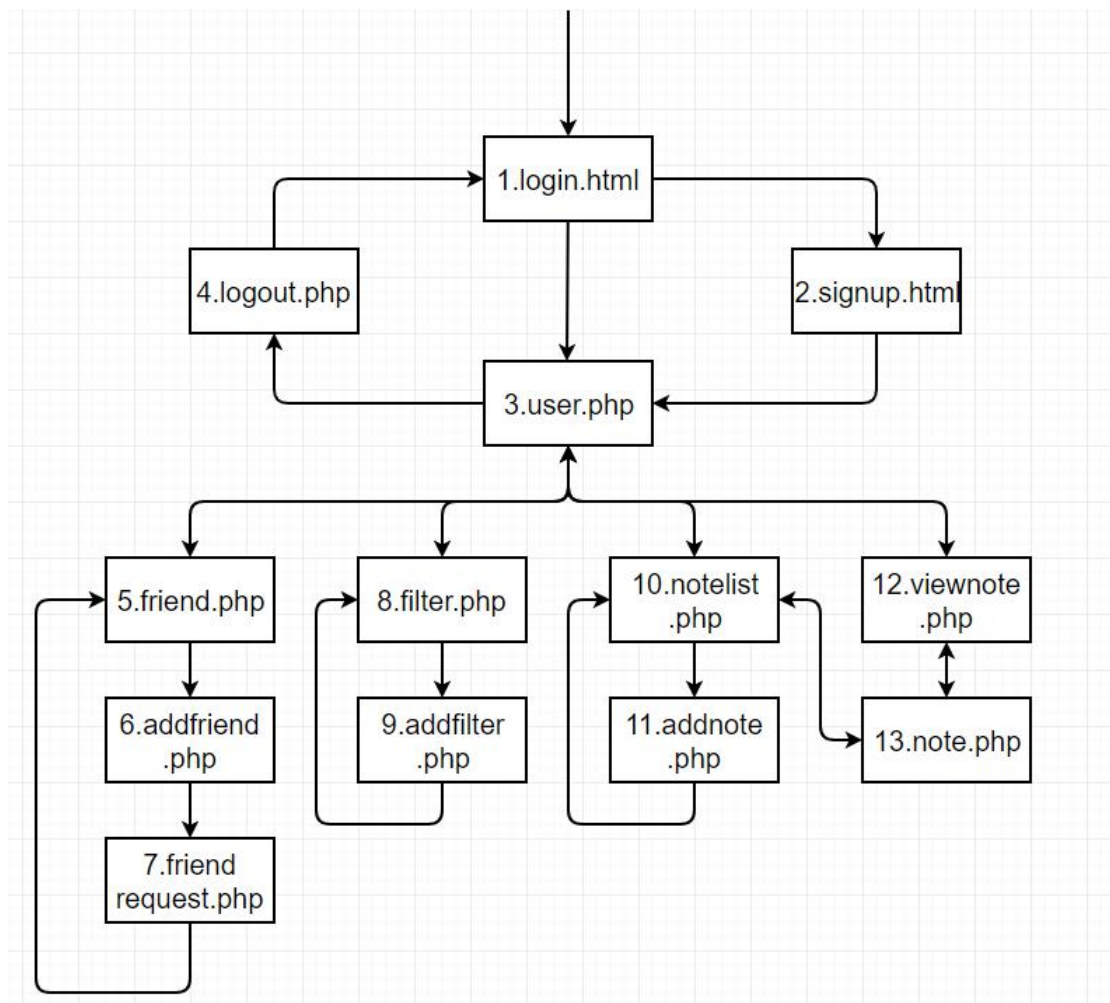 1.login.html
4.logout.php
2.signup.html
3.user.php
5.friend.php
8.filter.php
10.notelist
.php
12.viewnote
.php
6.addfriend
.php
9.addfilter
.php
11.addnote
.php
13.note.php
7.friend
request.php